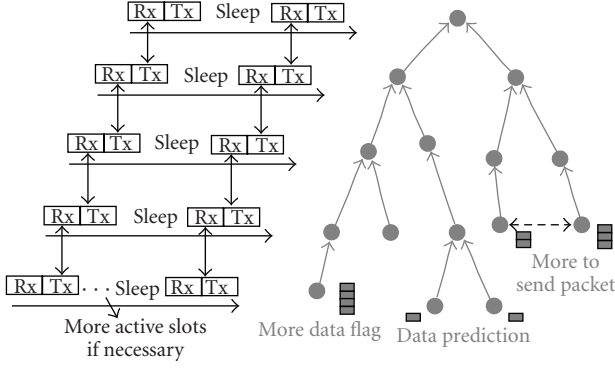 Rx Tx Sleep Rx Tx
Rx Tx Sleep Rx Tx
Rx Tx Sleep Rx Tx
Rx Tx Sleep Rx Tx
Rx Tx . . . Sleep Rx Tx
More active slots
if necessary
More data flag
Data prediction
More to
send packet